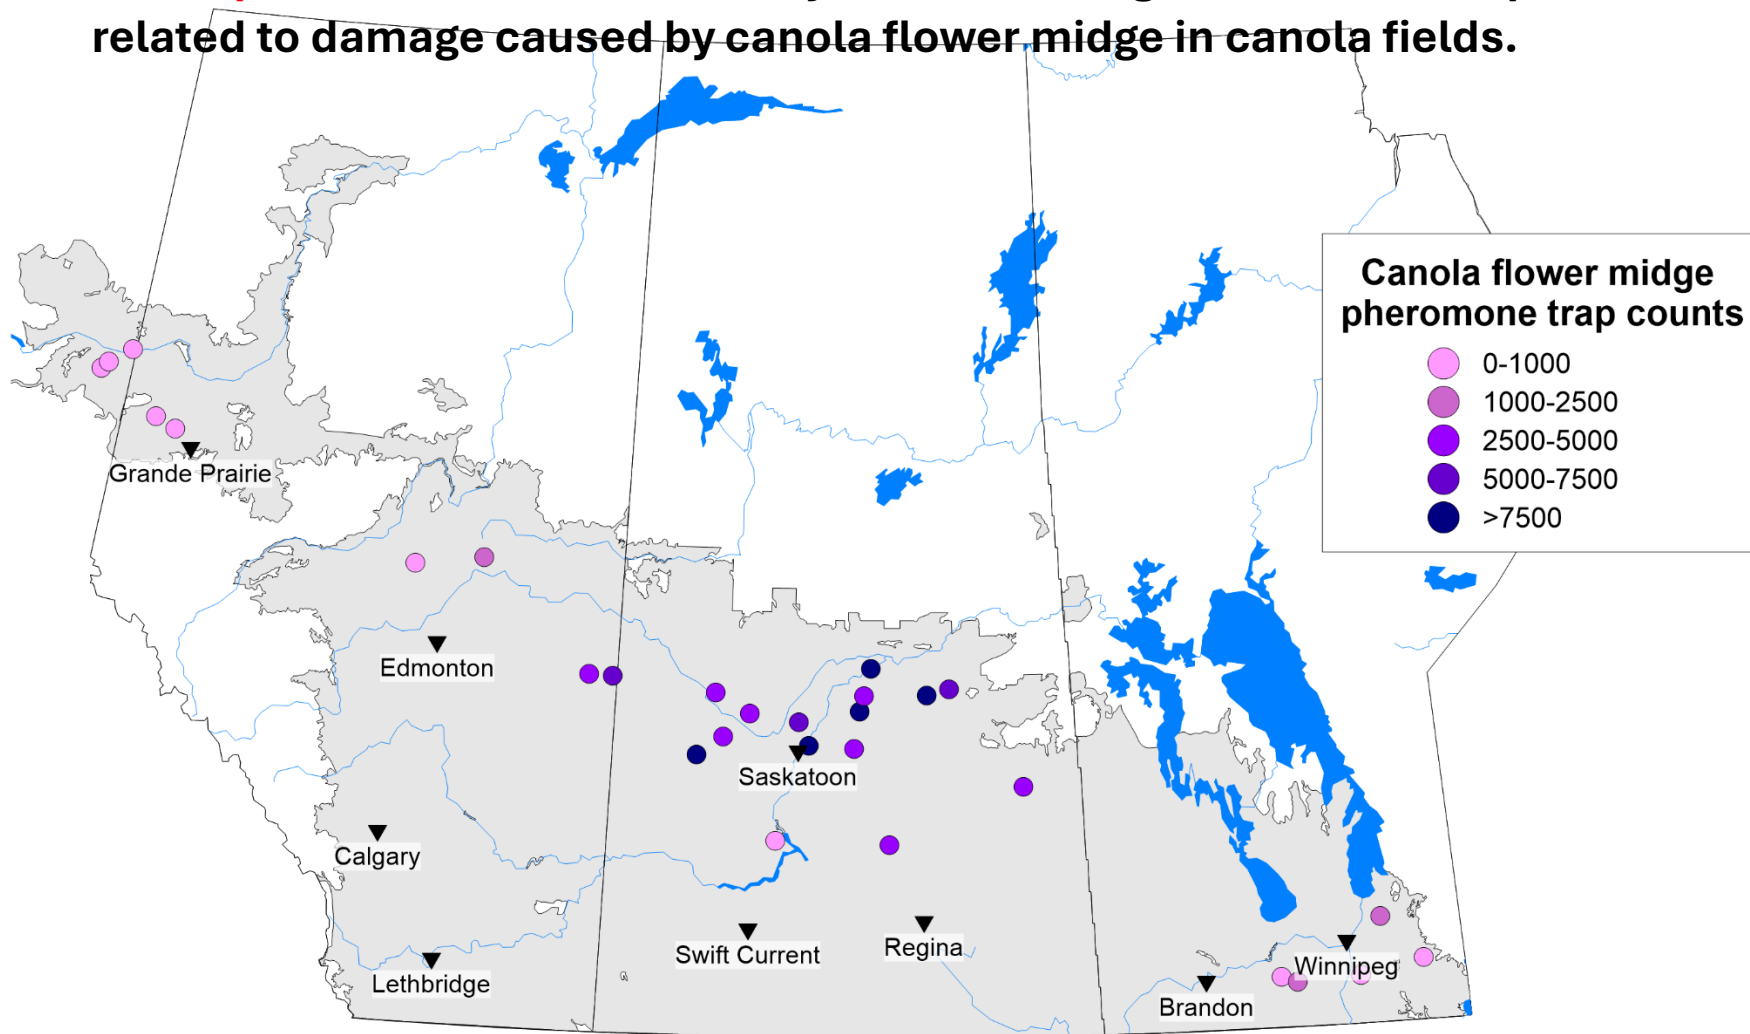 related to damage caused by canola flower midge in canola fields.
Canola flower midge
pheromone trap counts
0-1000
1000-2500
2500-5000
5000-7500
>7500
Grande Prairie
Edmonton
Saskatoon
Calgary
Swift Current
Regina
Lethbridge
Winnipeg
Brandon